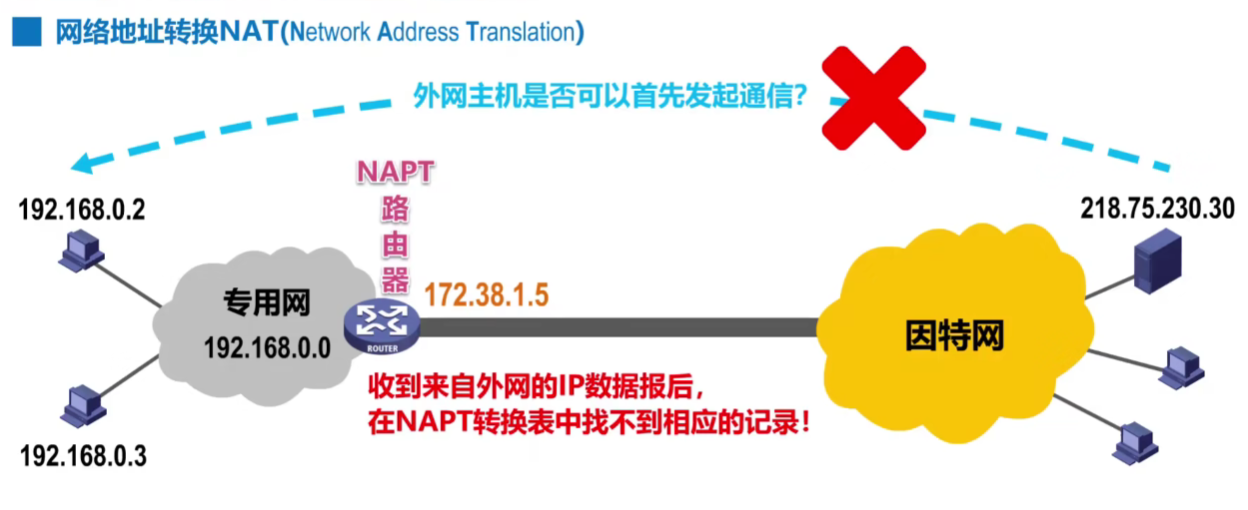 网络地址转换NAT(Network Address Translation)
外网主机是否可以首先发起通信?
192.168.0.2
NAPT
路
由
器
218.75.230.30
172.38.1.5
专用网
192.168.0.0
ROUTER
因特网
收到来自外网的IP数据报后，
在NAPT转换表中找不到相应的记录！
192.168.0.3